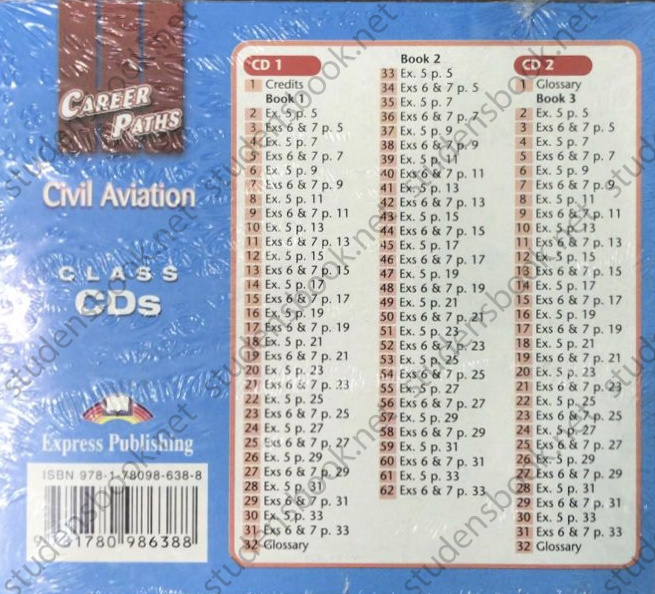 CAREER
PATHS
Civil Aviation
CLASS
CDs
Express Publishing
ISBN 978-1-78098-638-8
9 781780 986388
CD 1
1 Credits
Book 1
2 Ex. 5 p. 5
3 Exs 6 & 7 p. 5
4 Ex. 5 p. 7
5 Exs 6 & 7 p. 7
6 Ex. 5 p. 9
7 Exs 6 & 7 p. 9
8 Ex. 5 p. 11
9 Exs 6 & 7 p. 11
10 Ex. 5 p. 13
11 Exs 6 & 7 p. 13
12 Ex. 5 p. 15
13 Exs 6 & 7 p. 15
14 Ex. 5 p. 17
15 Exs 6 & 7 p. 17
16 Ex. 5 p. 19
17 Exs 6 & 7 p. 19
18 Ex. 5 p. 21
19 Exs 6 & 7 p. 21
20 Ex. 5 p. 23
21 Exs 6 & 7 p. 23
22 Ex. 5 p. 25
23 Exs 6 & 7 p. 25
24 Ex. 5 p. 27
25 Exs 6 & 7 p. 27
26 Ex. 5 p. 29
27 Exs 6 & 7 p. 29
28 Ex. 5 p. 31
29 Exs 6 & 7 p. 31
30 Ex. 5 p. 33
31 Exs 6 & 7 p. 33
32 Glossary
Book 2
33 Ex. 5 p. 5
34 Exs 6 & 7 p. 5
35 Ex. 5 p. 7
36 Exs 6 & 7 p. 7
37 Ex. 5 p. 9
38 Exs 6 & 7 p. 9
39 Ex. 5 p. 11
40 Exs 6 & 7 p. 11
41 Ex. 5 p. 13
42 Exs 6 & 7 p. 13
43 Ex. 5 p. 15
44 Exs 6 & 7 p. 15
45 Ex. 5 p. 17
46 Exs 6 & 7 p. 17
47 Ex. 5 p. 19
48 Exs 6 & 7 p. 19
49 Ex. 5 p. 21
50 Exs 6 & 7 p. 21
51 Ex. 5 p. 23
52 Exs 6 & 7 p. 23
53 Ex. 5 p. 25
54 Exs 6 & 7 p. 25
55 Ex. 5 p. 27
56 Exs 6 & 7 p. 27
57 Ex. 5 p. 29
58 Exs 6 & 7 p. 29
59 Ex. 5 p. 31
60 Exs 6 & 7 p. 31
61 Ex. 5 p. 33
62 Exs 6 & 7 p. 33
CD 2
1 Glossary
Book 3
2 Ex. 5 p. 5
3 Exs 6 & 7 p. 5
4 Ex. 5 p. 7
5 Exs 6 & 7 p. 7
6 Ex. 5 p. 9
7 Exs 6 & 7 p. 9
8 Ex. 5 p. 11
9 Exs 6 & 7 p. 11
10 Ex. 5 p. 13
11 Exs 6 & 7 p. 13
12 Ex. 5 p. 15
13 Exs 6 & 7 p. 15
14 Ex. 5 p. 17
15 Exs 6 & 7 p. 17
16 Ex. 5 p. 19
17 Exs 6 & 7 p. 19
18 Ex. 5 p. 21
19 Exs 6 & 7 p. 21
20 Ex. 5 p. 23
21 Exs 6 & 7 p. 23
22 Ex. 5 p. 25
23 Exs 6 & 7 p. 25
24 Ex. 5 p. 27
25 Exs 6 & 7 p. 27
26 Ex. 5 p. 29
27 Exs 6 & 7 p. 29
28 Ex. 5 p. 31
29 Exs 6 & 7 p. 31
30 Ex. 5 p. 33
31 Exs 6 & 7 p. 33
32 Glossary
studensbook.net